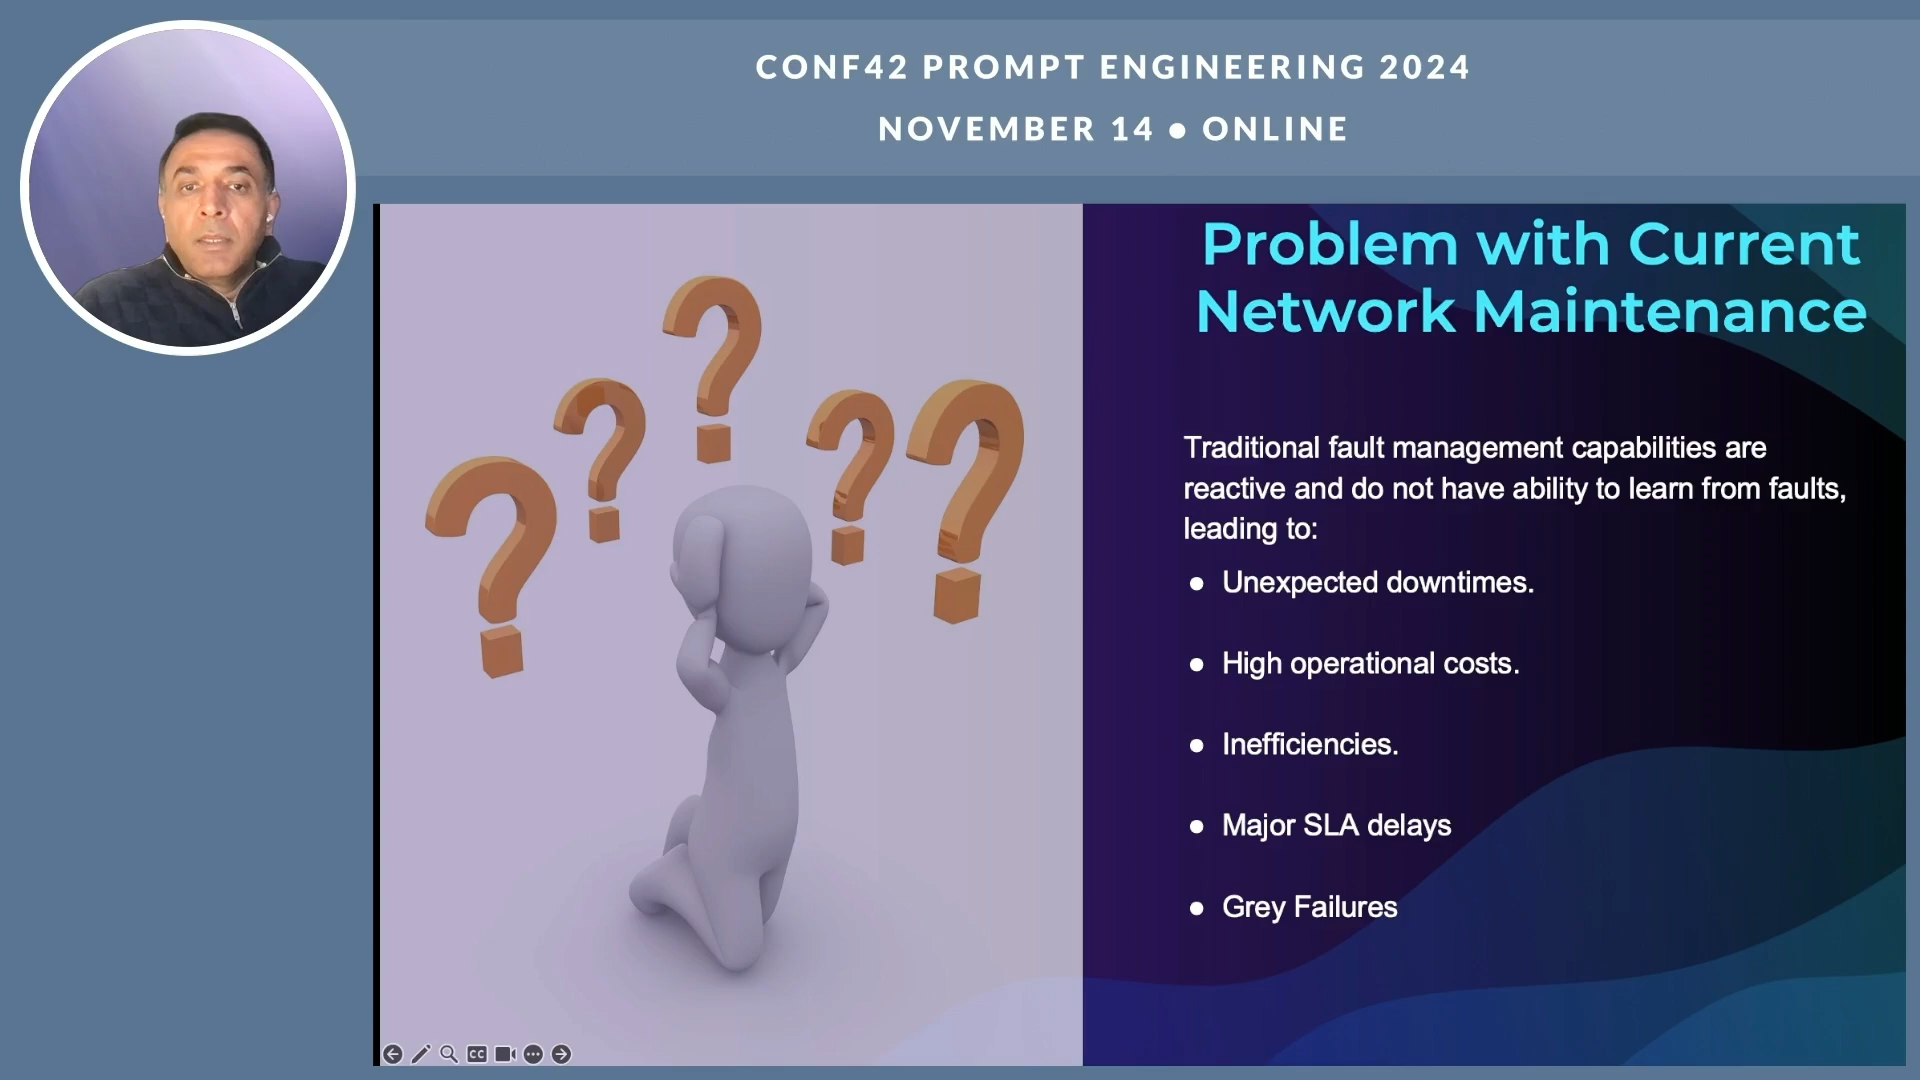 CONF42 PROMPT ENGINEERING 2024
NOVEMBER 14 ● ONLINE
Problem with Current
Network Maintenance
Traditional fault management capabilities are
reactive and do not have ability to learn from faults,
leading to:
● Unexpected downtimes.
● High operational costs.
● Inefficiencies.
● Major SLA delays
● Grey Failures
? ? ? ? ?
CC